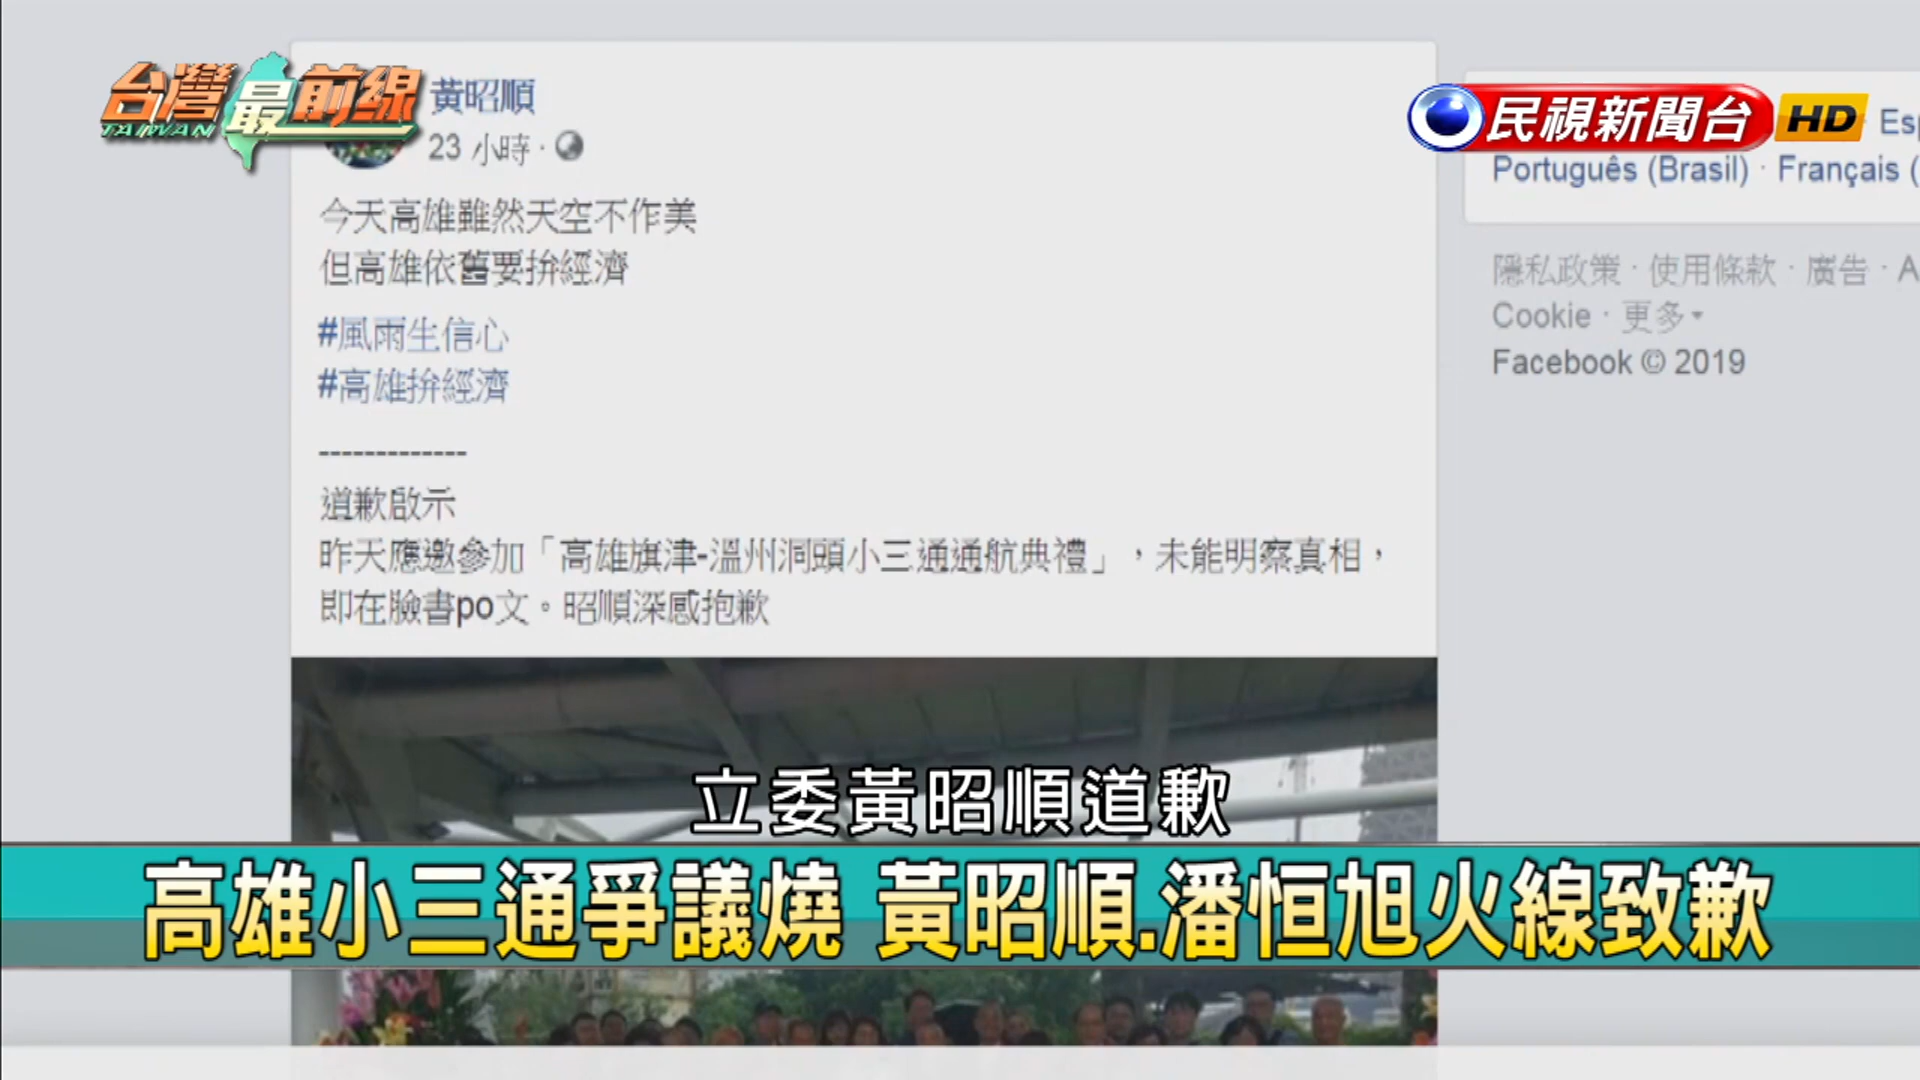 台灣最前線
TAIWAN
民視新聞台 HD
黃昭順
23 小時 ·
今天高雄雖然天空不作美
但高雄依舊要拚經濟
#風雨生信心
#高雄拚經濟
-------------
道歉啟示
昨天應邀參加「高雄旗津-溫州洞頭小三通通航典禮」，未能明察真相，
即在臉書po文。昭順深感抱歉
Português (Brasil) · Français (
隱私政策 · 使用條款 · 廣告 · A
Cookie · 更多
Facebook © 2019
立委黃昭順道歉
高雄小三通爭議燒 黃昭順.潘恒旭火線致歉